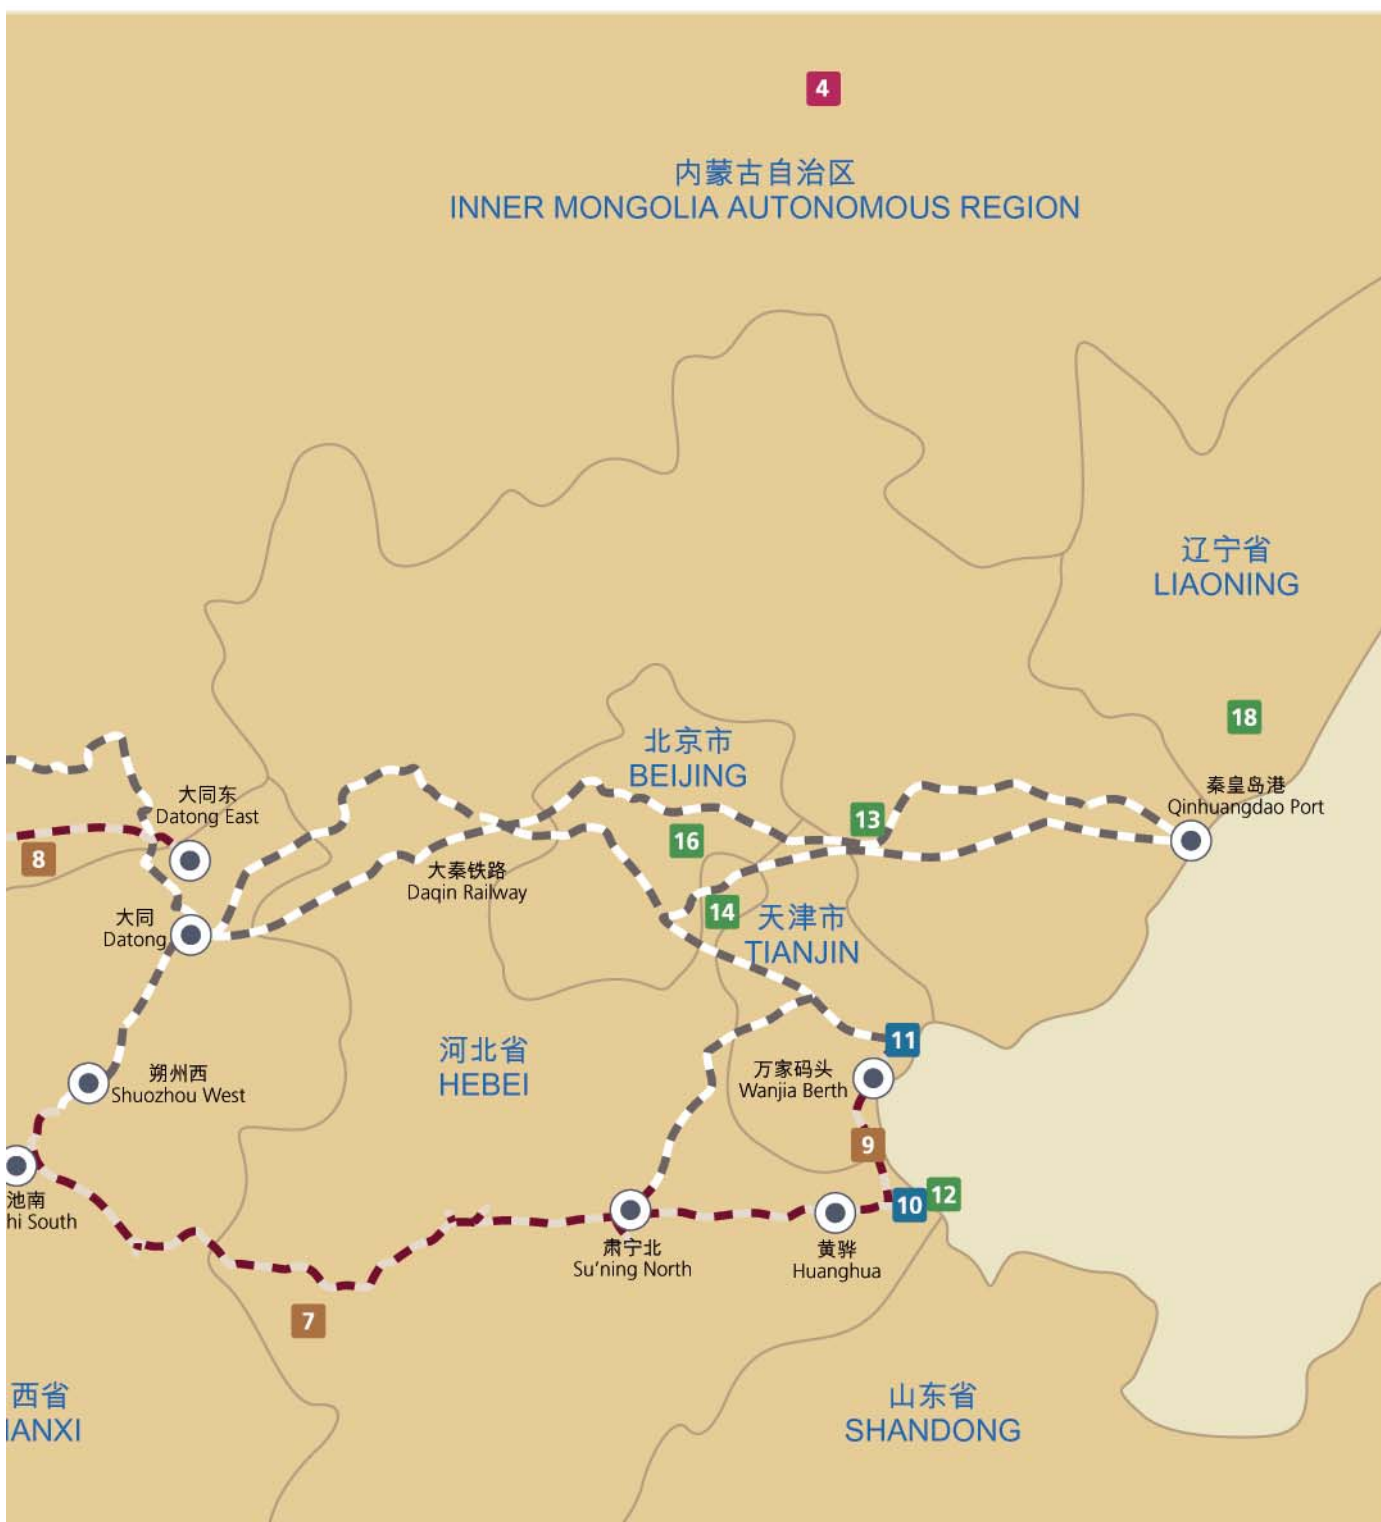 4
内蒙古自治区
INNER MONGOLIA AUTONOMOUS REGION
辽宁省
LIAONING
18
北京市
BEIJING
大同东
Datong East
秦皇岛港
Qinhuangdao Port
13
16
8
大秦铁路
Daqin Railway
大同
Datong
14
天津市
TIANJIN
11
河北省
HEBEI
朔州西
Shuozhou West
万家码头
Wanjia Berth
9
池南
hi South
12
10
肃宁北
Su'ning North
黄骅
Huanghua
7
西省
ANXI
山东省
SHANDONG